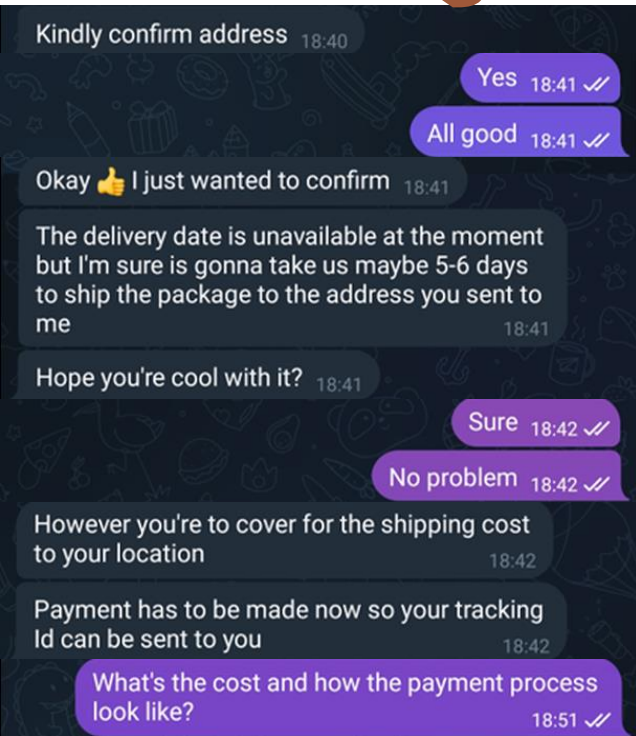 Kindly confirm address 18:40
Yes 18:41
All good 18:41
Okay 👍 I just wanted to confirm 18:41
The delivery date is unavailable at the moment
but I'm sure is gonna take us maybe 5-6 days
to ship the package to the address you sent to
me 18:41
Hope you're cool with it? 18:41
Sure 18:42
No problem 18:42
However you're to cover for the shipping cost
to your location 18:42
Payment has to be made now so your tracking
Id can be sent to you 18:42
What's the cost and how the payment process
look like? 18:51